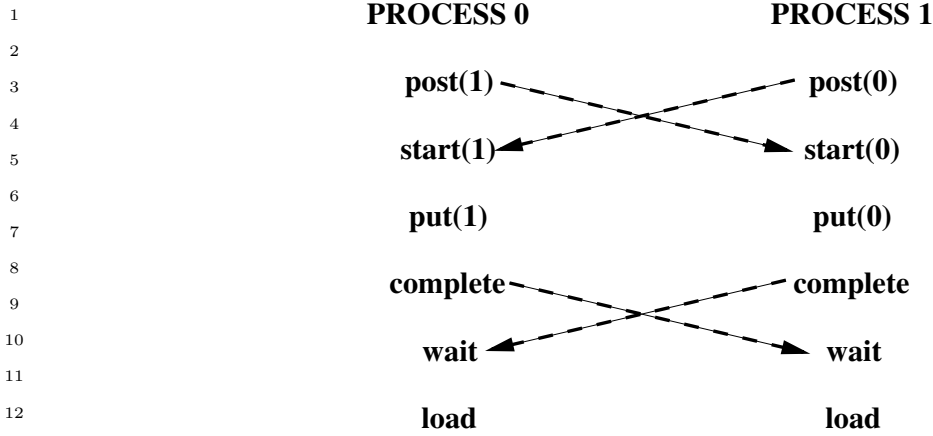 1 PROCESS 0 PROCESS 1
2
3 post(1) post(0)
4
5 start(1) start(0)
6
7 put(1) put(0)
8
9 complete complete
10
11 wait wait
12 load load